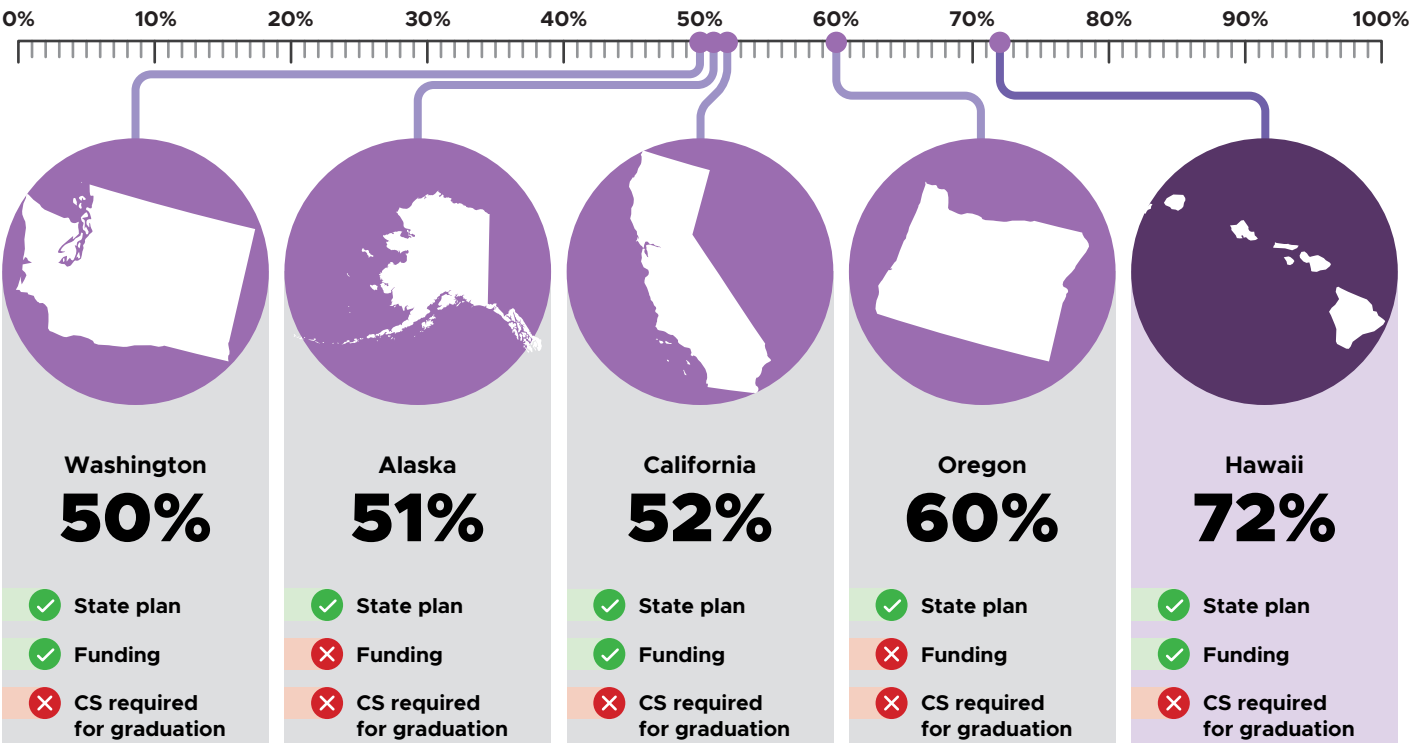 0% 10% 20% 30% 40% 50% 60% 70% 80% 90% 100%
Washington
50%
State plan
Funding
CS required
for graduation
Alaska
51%
State plan
Funding
CS required
for graduation
California
52%
State plan
Funding
CS required
for graduation
Oregon
60%
State plan
Funding
CS required
for graduation
Hawaii
72%
State plan
Funding
CS required
for graduation